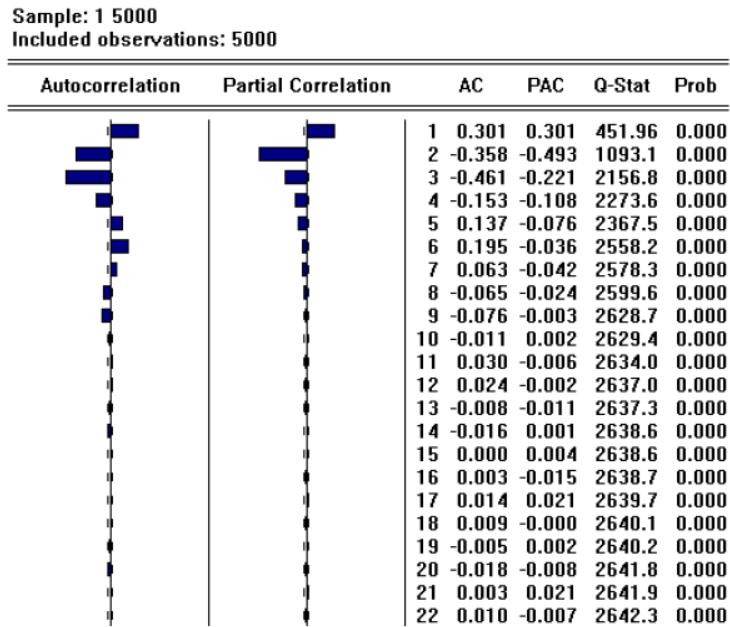 Sample: 1 5000
Included observations: 5000
Autocorrelation Partial Correlation AC PAC Q-Stat Prob
1 0.301 0.301 451.96 0.000
2 -0.358 -0.493 1093.1 0.000
3 -0.461 -0.221 2156.8 0.000
4 -0.153 -0.108 2273.6 0.000
5 0.137 -0.076 2367.5 0.000
6 0.195 -0.036 2558.2 0.000
7 0.063 -0.042 2578.3 0.000
8 -0.065 -0.024 2599.6 0.000
9 -0.076 -0.003 2628.7 0.000
10 -0.011 0.002 2629.4 0.000
11 0.030 -0.006 2634.0 0.000
12 0.024 -0.002 2637.0 0.000
13 -0.008 -0.011 2637.3 0.000
14 -0.016 0.001 2638.6 0.000
15 0.000 0.004 2638.6 0.000
16 0.003 -0.015 2638.7 0.000
17 0.014 0.021 2639.7 0.000
18 0.009 -0.000 2640.1 0.000
19 -0.005 0.002 2640.2 0.000
20 -0.018 -0.008 2641.8 0.000
21 0.003 0.021 2641.9 0.000
22 0.010 -0.007 2642.3 0.000